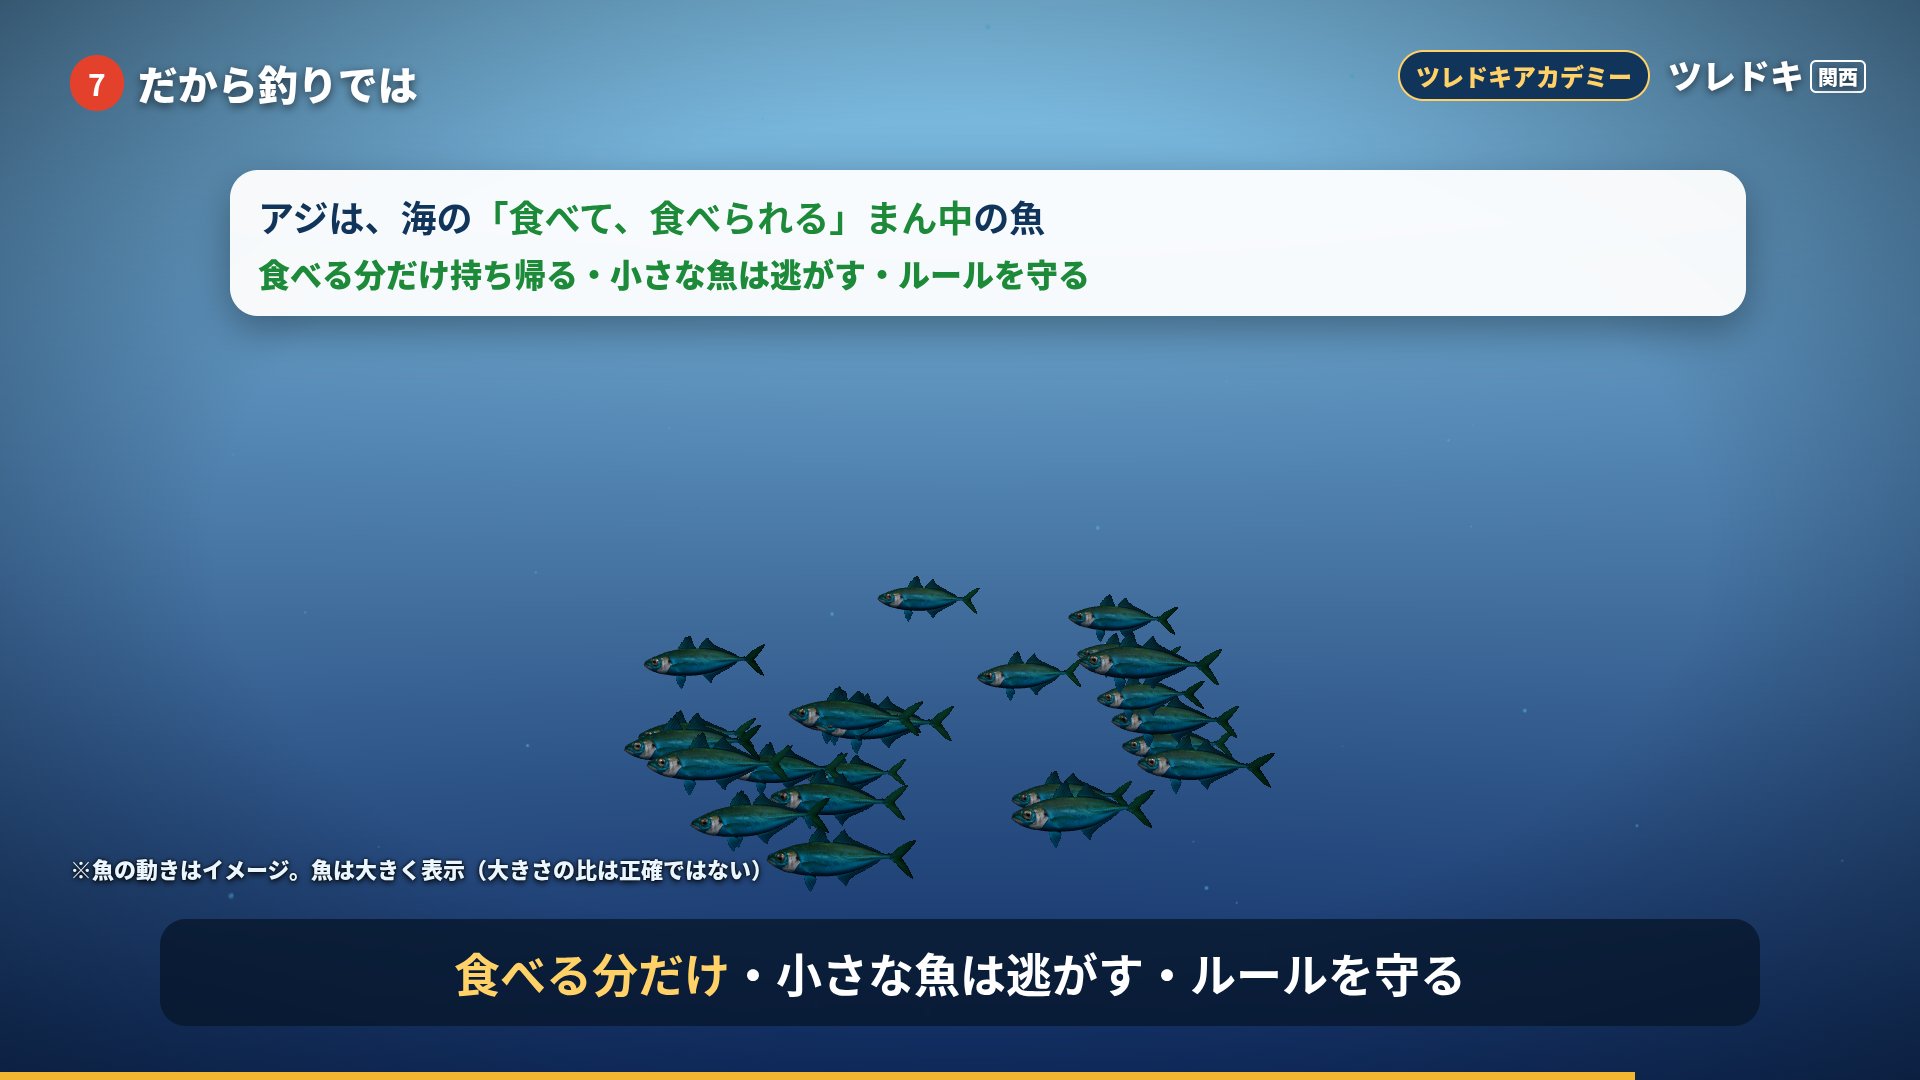 7 だから釣りでは
ツレドキアカデミー ツレドキ 関西
アジは、海の「食べて、食べられる」まん中の魚
食べる分だけ持ち帰る・小さな魚は逃がす・ルールを守る
※魚の動きはイメージ。魚は大きく表示（大きさの比は正確ではない）
食べる分だけ・小さな魚は逃がす・ルールを守る